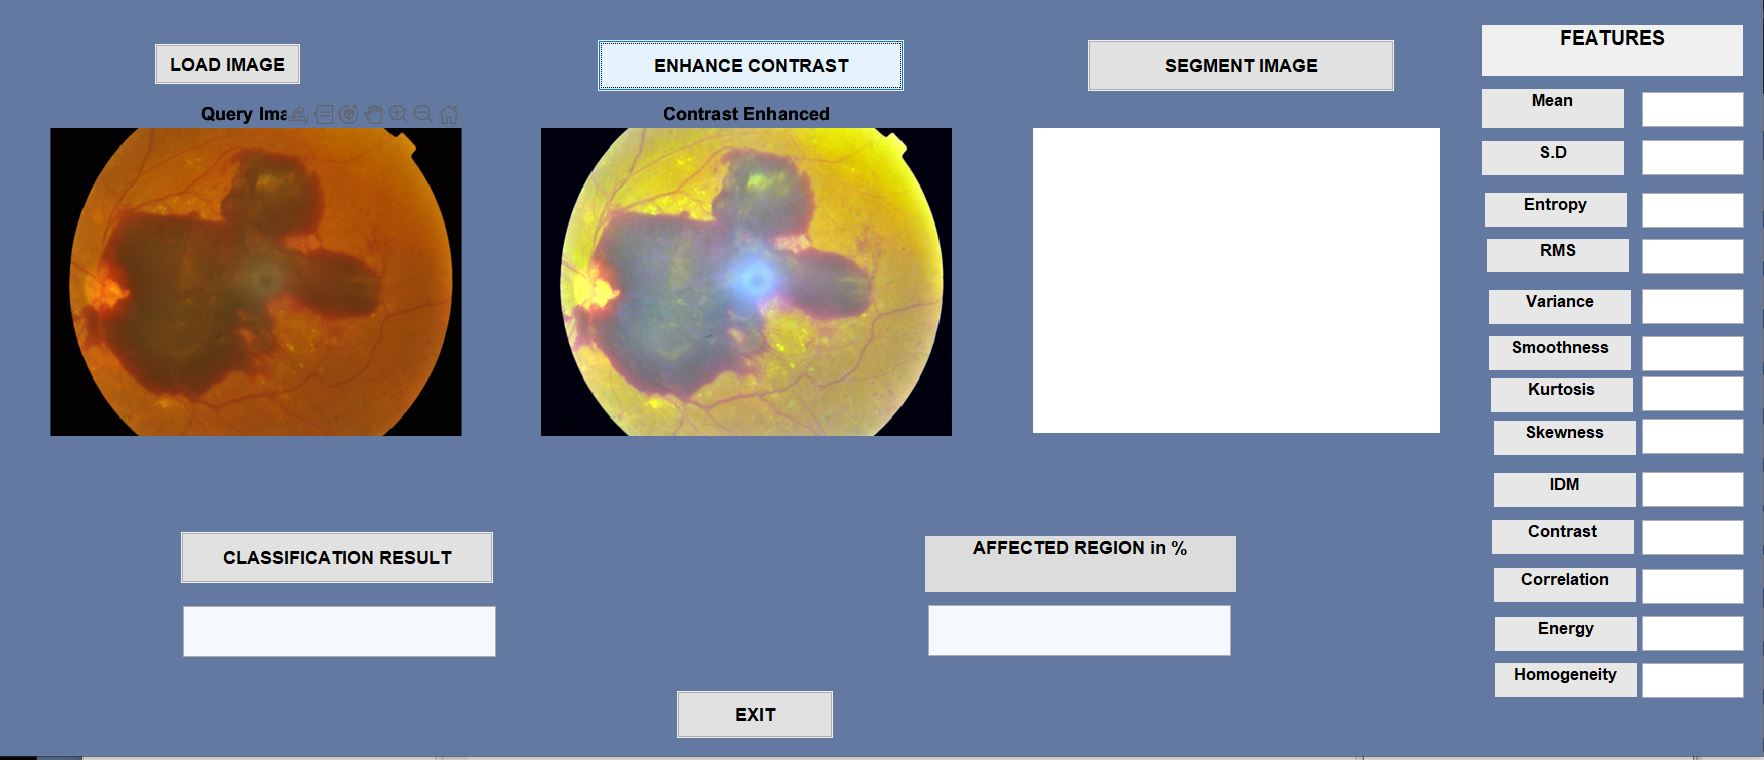 LOAD IMAGE
ENHANCE CONTRAST
SEGMENT IMAGE
Query Ima
Contrast Enhanced
FEATURES
Mean
S.D
Entropy
RMS
Variance
Smoothness
Kurtosis
Skewness
IDM
Contrast
Correlation
Energy
Homogeneity
CLASSIFICATION RESULT
AFFECTED REGION in %
EXIT